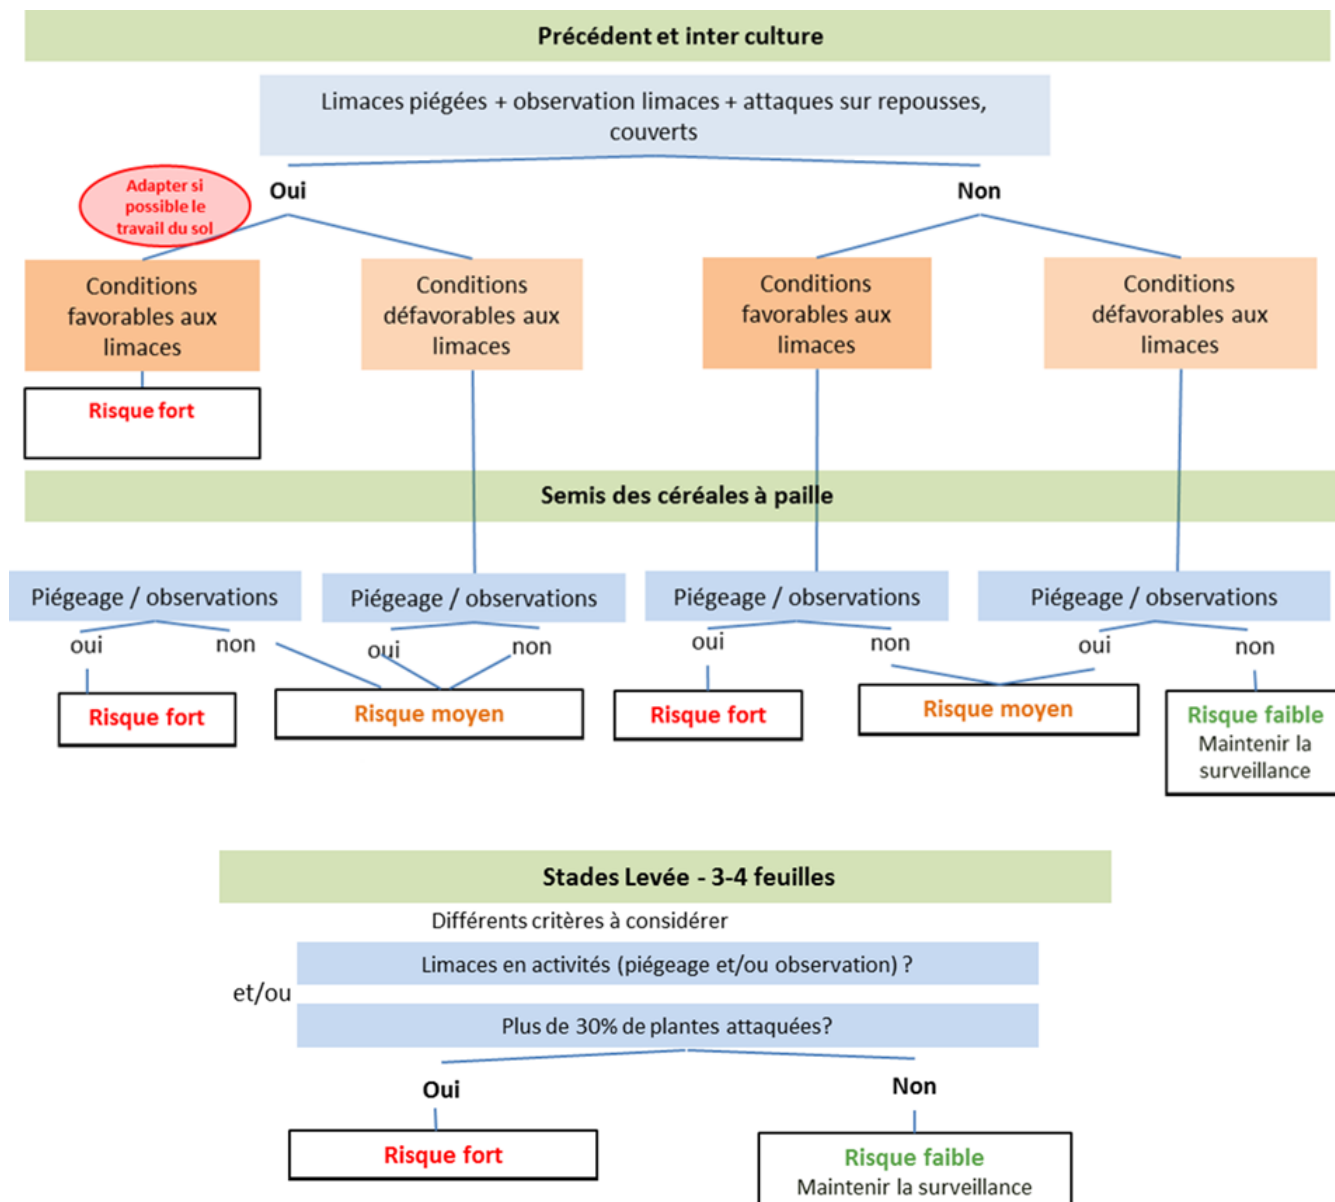 Précédent et inter culture
Limaces piégées + observation limaces + attaques sur repousses,
couverts
Adapter si
possible le
travail du sol
Oui
Non
Conditions
favorables aux
limaces
Conditions
défavorables aux
limaces
Conditions
favorables aux
limaces
Conditions
défavorables aux
limaces
Risque fort
Semis des céréales à paille
Piégeage / observations
Piégeage / observations
Piégeage / observations
Piégeage / observations
oui
non
oui
non
oui
non
oui
non
Risque fort
Risque moyen
Risque fort
Risque moyen
Risque faible
Maintenir la
surveillance
Stades Levée - 3-4 feuilles
Différents critères à considérer
Limaces en activités (piégeage et/ou observation) ?
et/ou
Plus de 30% de plantes attaquées?
Oui
Non
Risque fort
Risque faible
Maintenir la surveillance